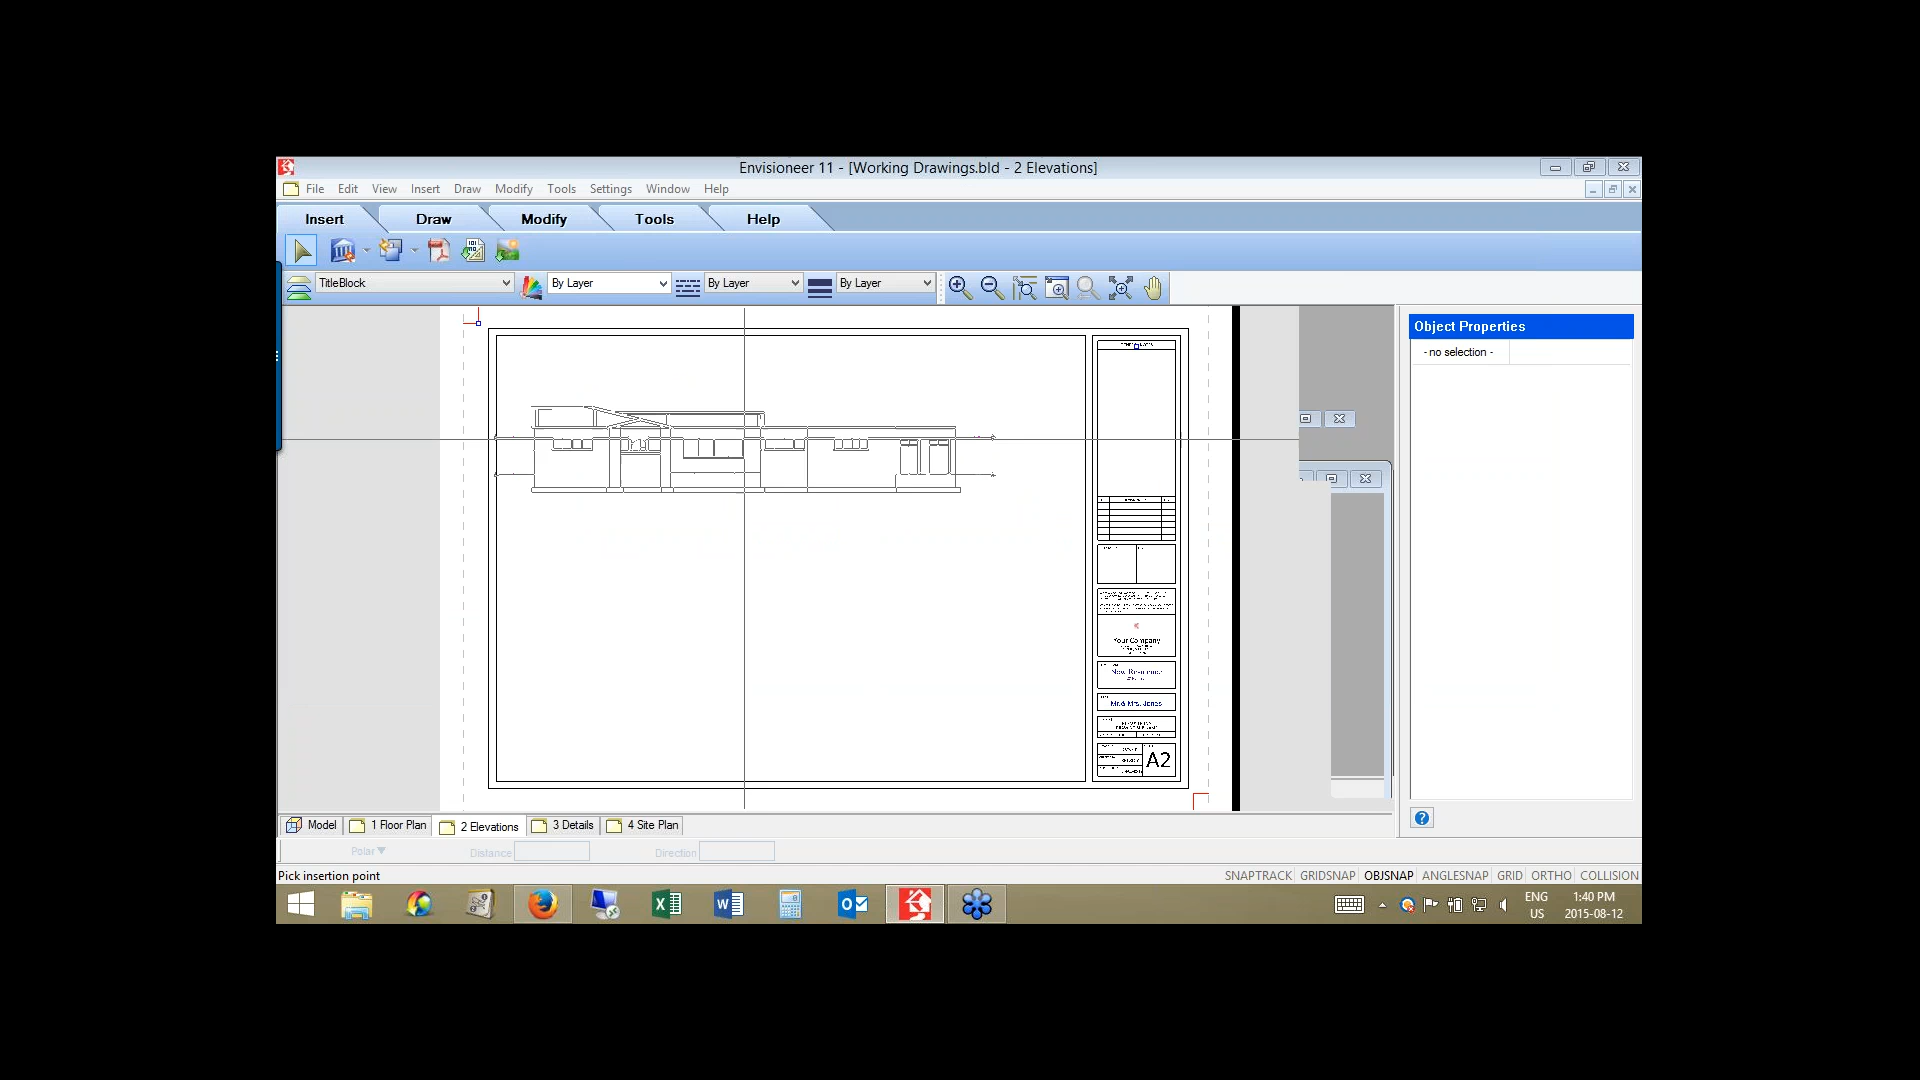 Envisioneer 11 - [Working Drawings.bld - 2 Elevations]
File Edit View Insert Draw Modify Tools Settings Window Help
Insert Draw Modify Tools Help
TitleBlock By Layer By Layer By Layer
Object Properties
- no selection -
Your Company
Mr.& Mrs. Jones
A2
Model 1 Floor Plan 2 Elevations 3 Details 4 Site Plan
Polar Distance Direction
Pick insertion point
SNAPTRACK GRIDSNAP OBJSNAP ANGLESNAP GRID ORTHO COLLISION
ENG 1:40 PM
US 2015-08-12